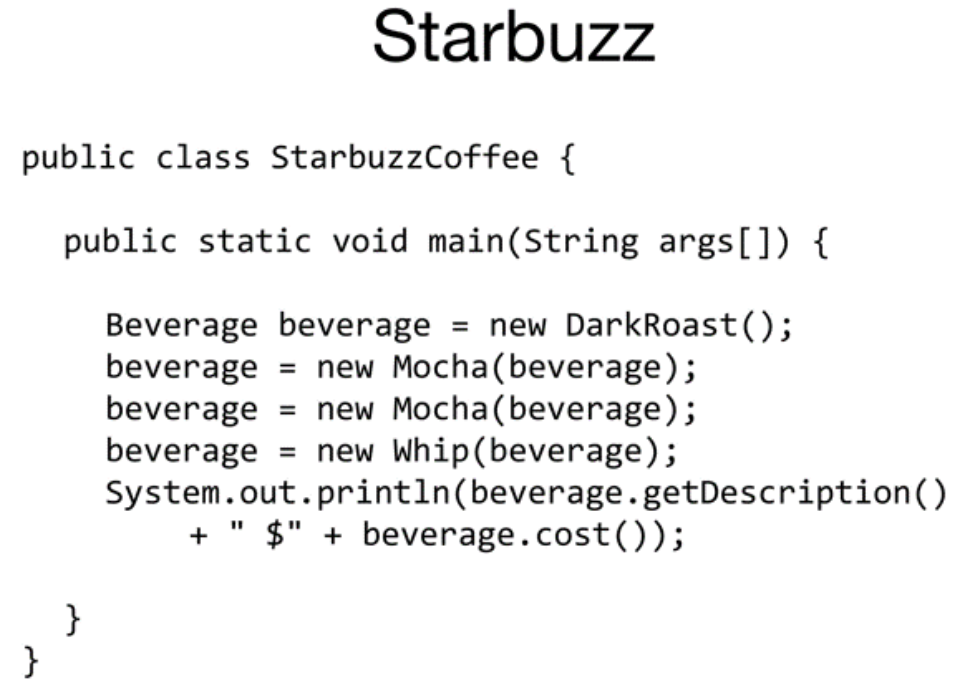 Starbuzz
public class StarbuzzCoffee {
public static void main(String args[]) {
Beverage beverage = new DarkRoast();
beverage = new Mocha(beverage);
beverage = new Mocha(beverage);
beverage = new Whip(beverage);
System.out.println(beverage.getDescription()
+ " $" + beverage.cost());
}
}